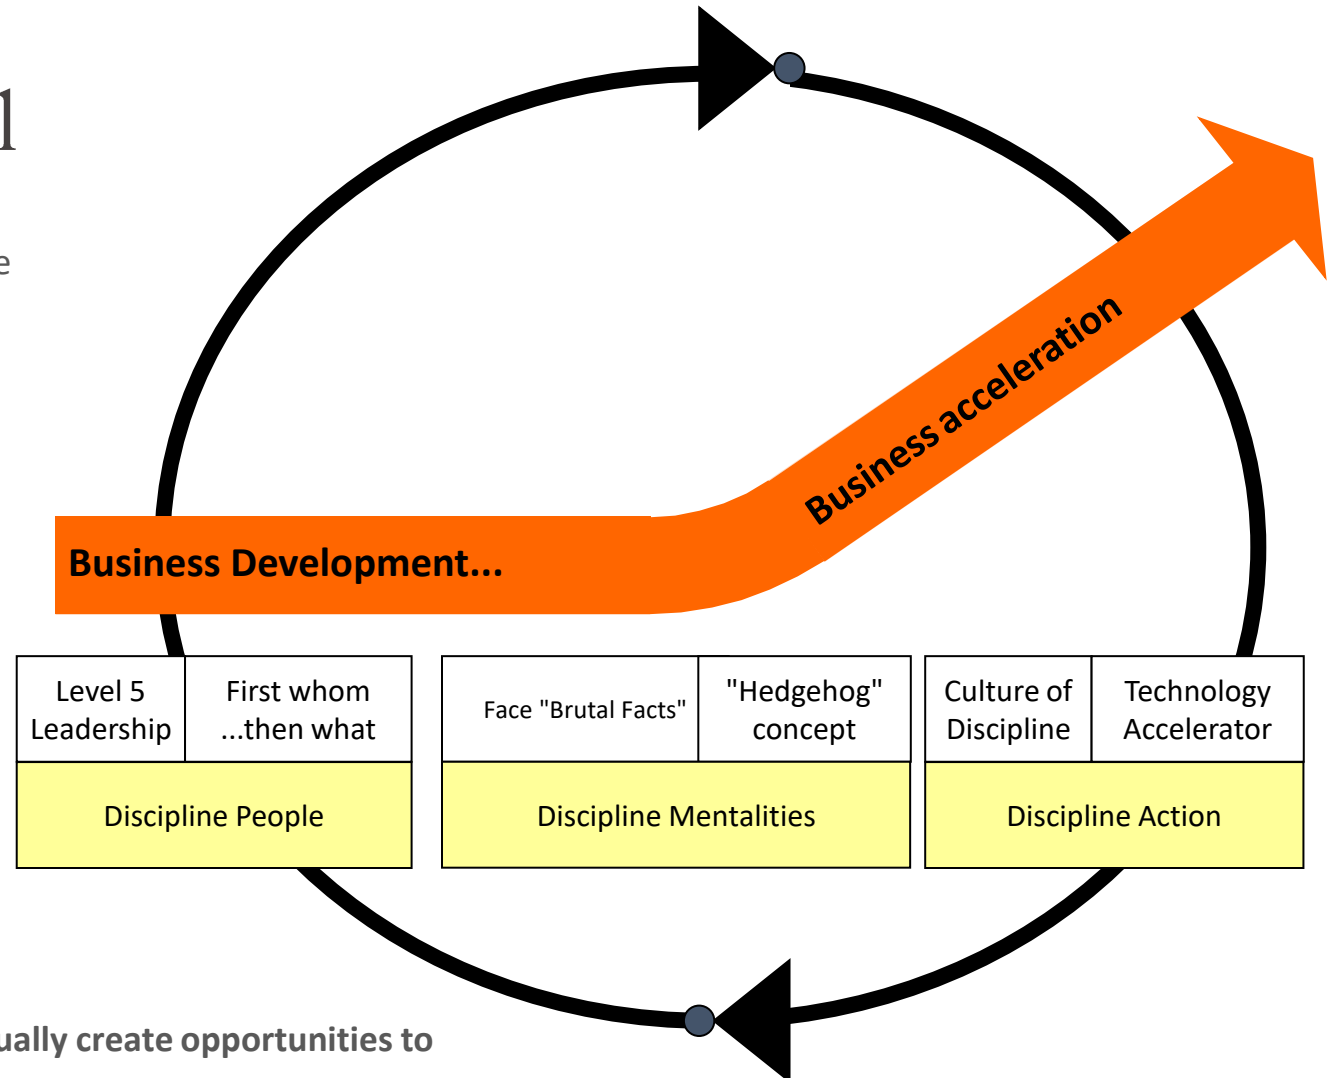 Business acceleration
Business Development...
Level 5
Leadership
First whom
...then what
Face "Brutal Facts"
"Hedgehog"
concept
Culture of
Discipline
Technology
Accelerator
Discipline People
Discipline Mentalities
Discipline Action
create opportunities to